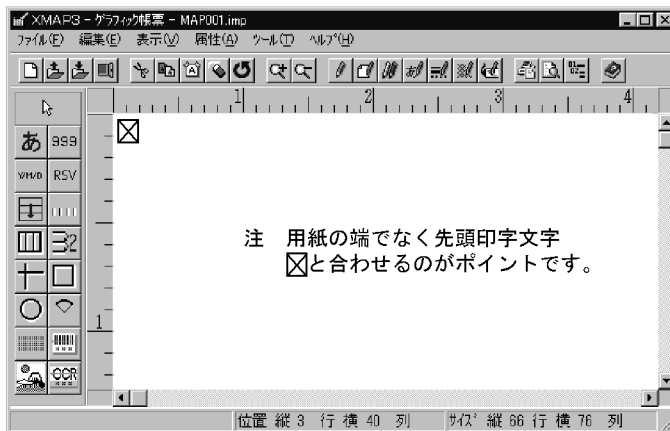 XMAP3 - グラフィック帳票 - MAP001.imp
ファイル(F) 編集(E) 表示(V) 属性(A) ツール(T) ヘルプ(H)
1 2 3 4
あ 999
Y/M/D RSV
注 用紙の端でなく先頭印字文字
と合わせるのがポイントです。
1
OCR
位置 縦 3 行 横 40 列 サイズ 縦 66 行 横 76 列